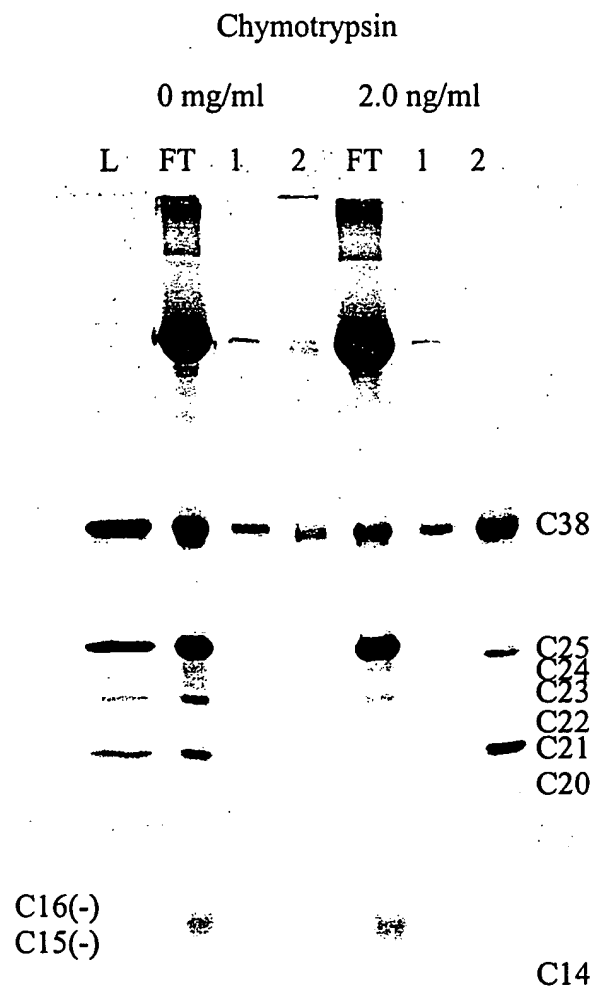 Chymotrypsin
0 mg/ml 2.0 ng/ml
L FT 1 2 FT 1 2
C38
C25
C24
C23
C22
C21
C20
C16(-)
C15(-)
C14